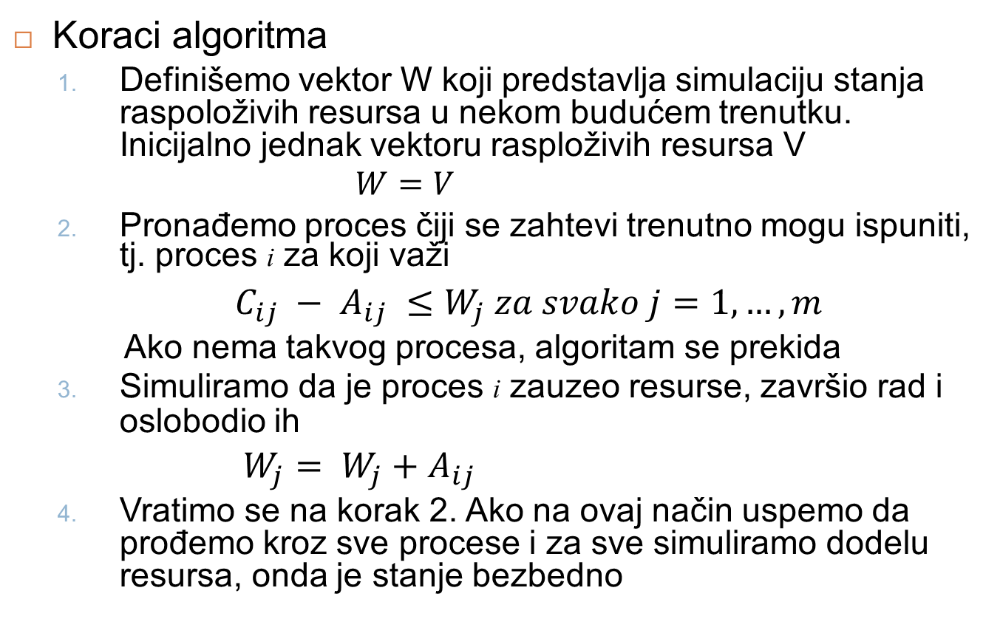 Koraci algoritma
1. Definišemo vektor W koji predstavlja simulaciju stanja
raspoloživih resursa u nekom budućem trenutku.
Inicijalno jednak vektoru rasploživih resursa V
W = V
2. Pronađemo proces čiji se zahtevi trenutno mogu ispuniti,
tj. proces i za koji važi
C_{ij} − A_{ij} ≤ W_j za svako j = 1, … , m
Ako nema takvog procesa, algoritam se prekida
3. Simuliramo da je proces i zauzeo resurse, završio rad i
oslobodio ih
W_j = W_j + A_{ij}
4. Vratimo se na korak 2. Ako na ovaj način uspemo da
prođemo kroz sve procese i za sve simuliramo dodelu
resursa, onda je stanje bezbedno